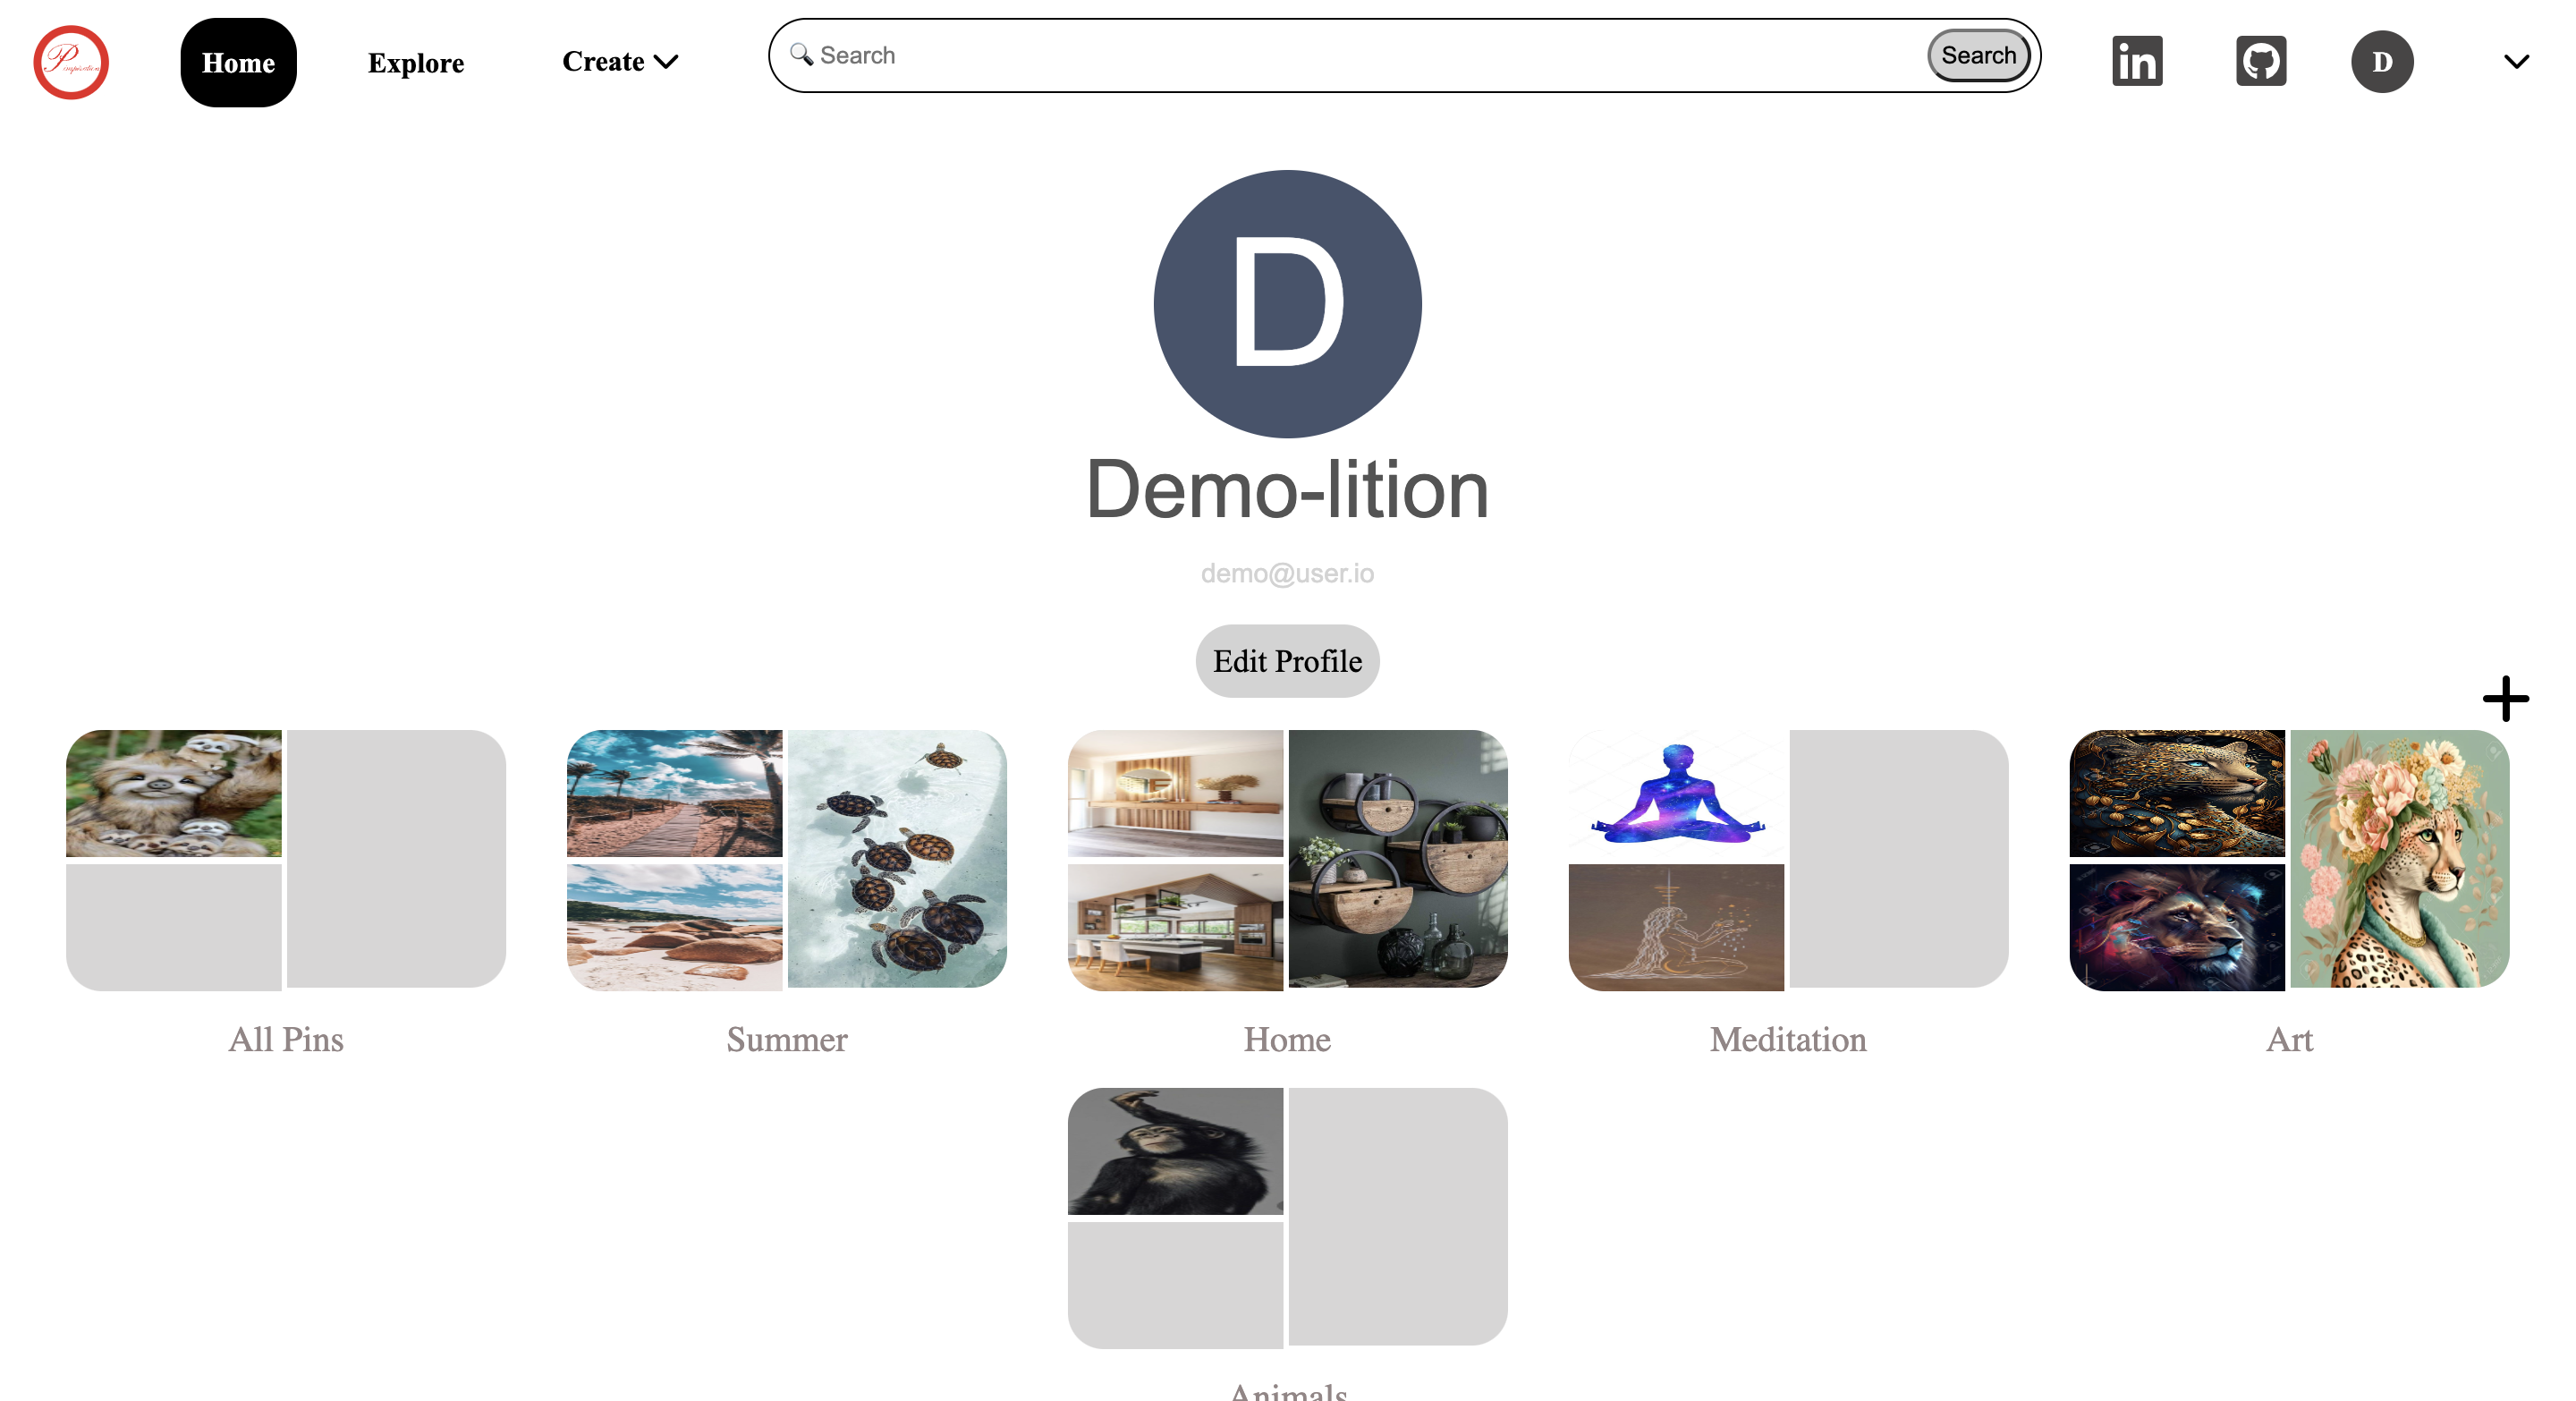 Pinspiration
Home
Explore
Create
Search
Search
D
D
Demo-lition
demo@user.io
Edit Profile
All Pins
Summer
Home
Meditation
Art
Animals